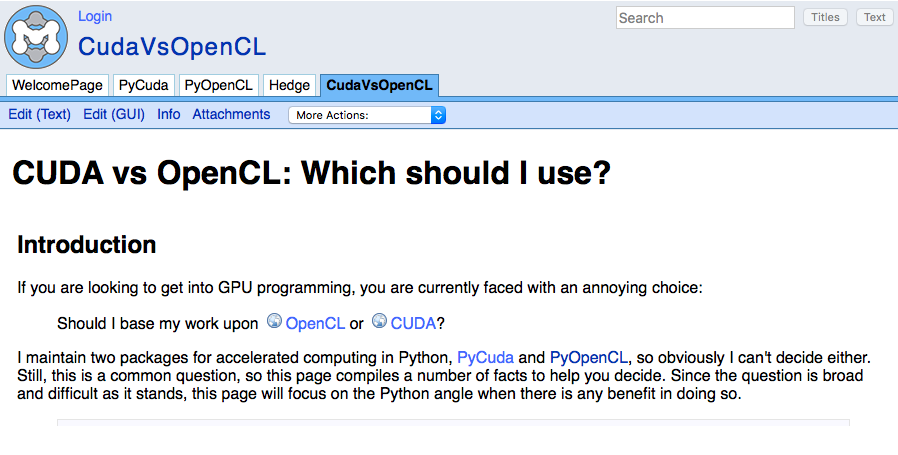 Login
Search
Titles
Text
CudaVsOpenCL
WelcomePage
PyCuda
PyOpenCL
Hedge
CudaVsOpenCL
Edit (Text)
Edit (GUI)
Info
Attachments
More Actions:
CUDA vs OpenCL: Which should I use?
Introduction
If you are looking to get into GPU programming, you are currently faced with an annoying choice:
Should I base my work upon OpenCL or CUDA?
I maintain two packages for accelerated computing in Python, PyCuda and PyOpenCL, so obviously I can't decide either.
Still, this is a common question, so this page compiles a number of facts to help you decide. Since the question is broad
and difficult as it stands, this page will focus on the Python angle when there is any benefit in doing so.